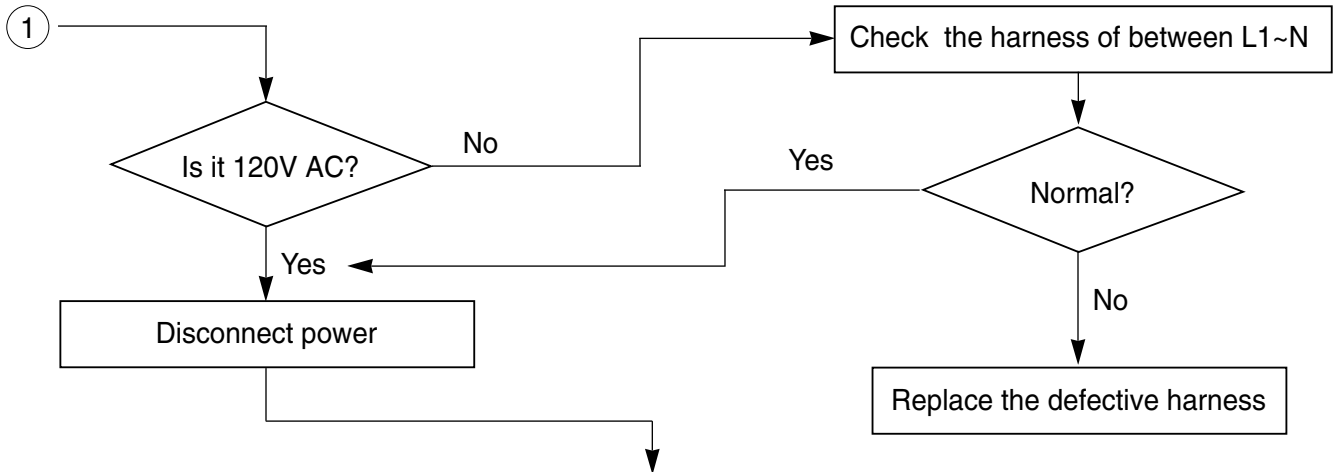 1
Check the harness of between L1~N
Is it 120V AC?
No
Yes
Normal?
Yes
Disconnect power
No
Replace the defective harness